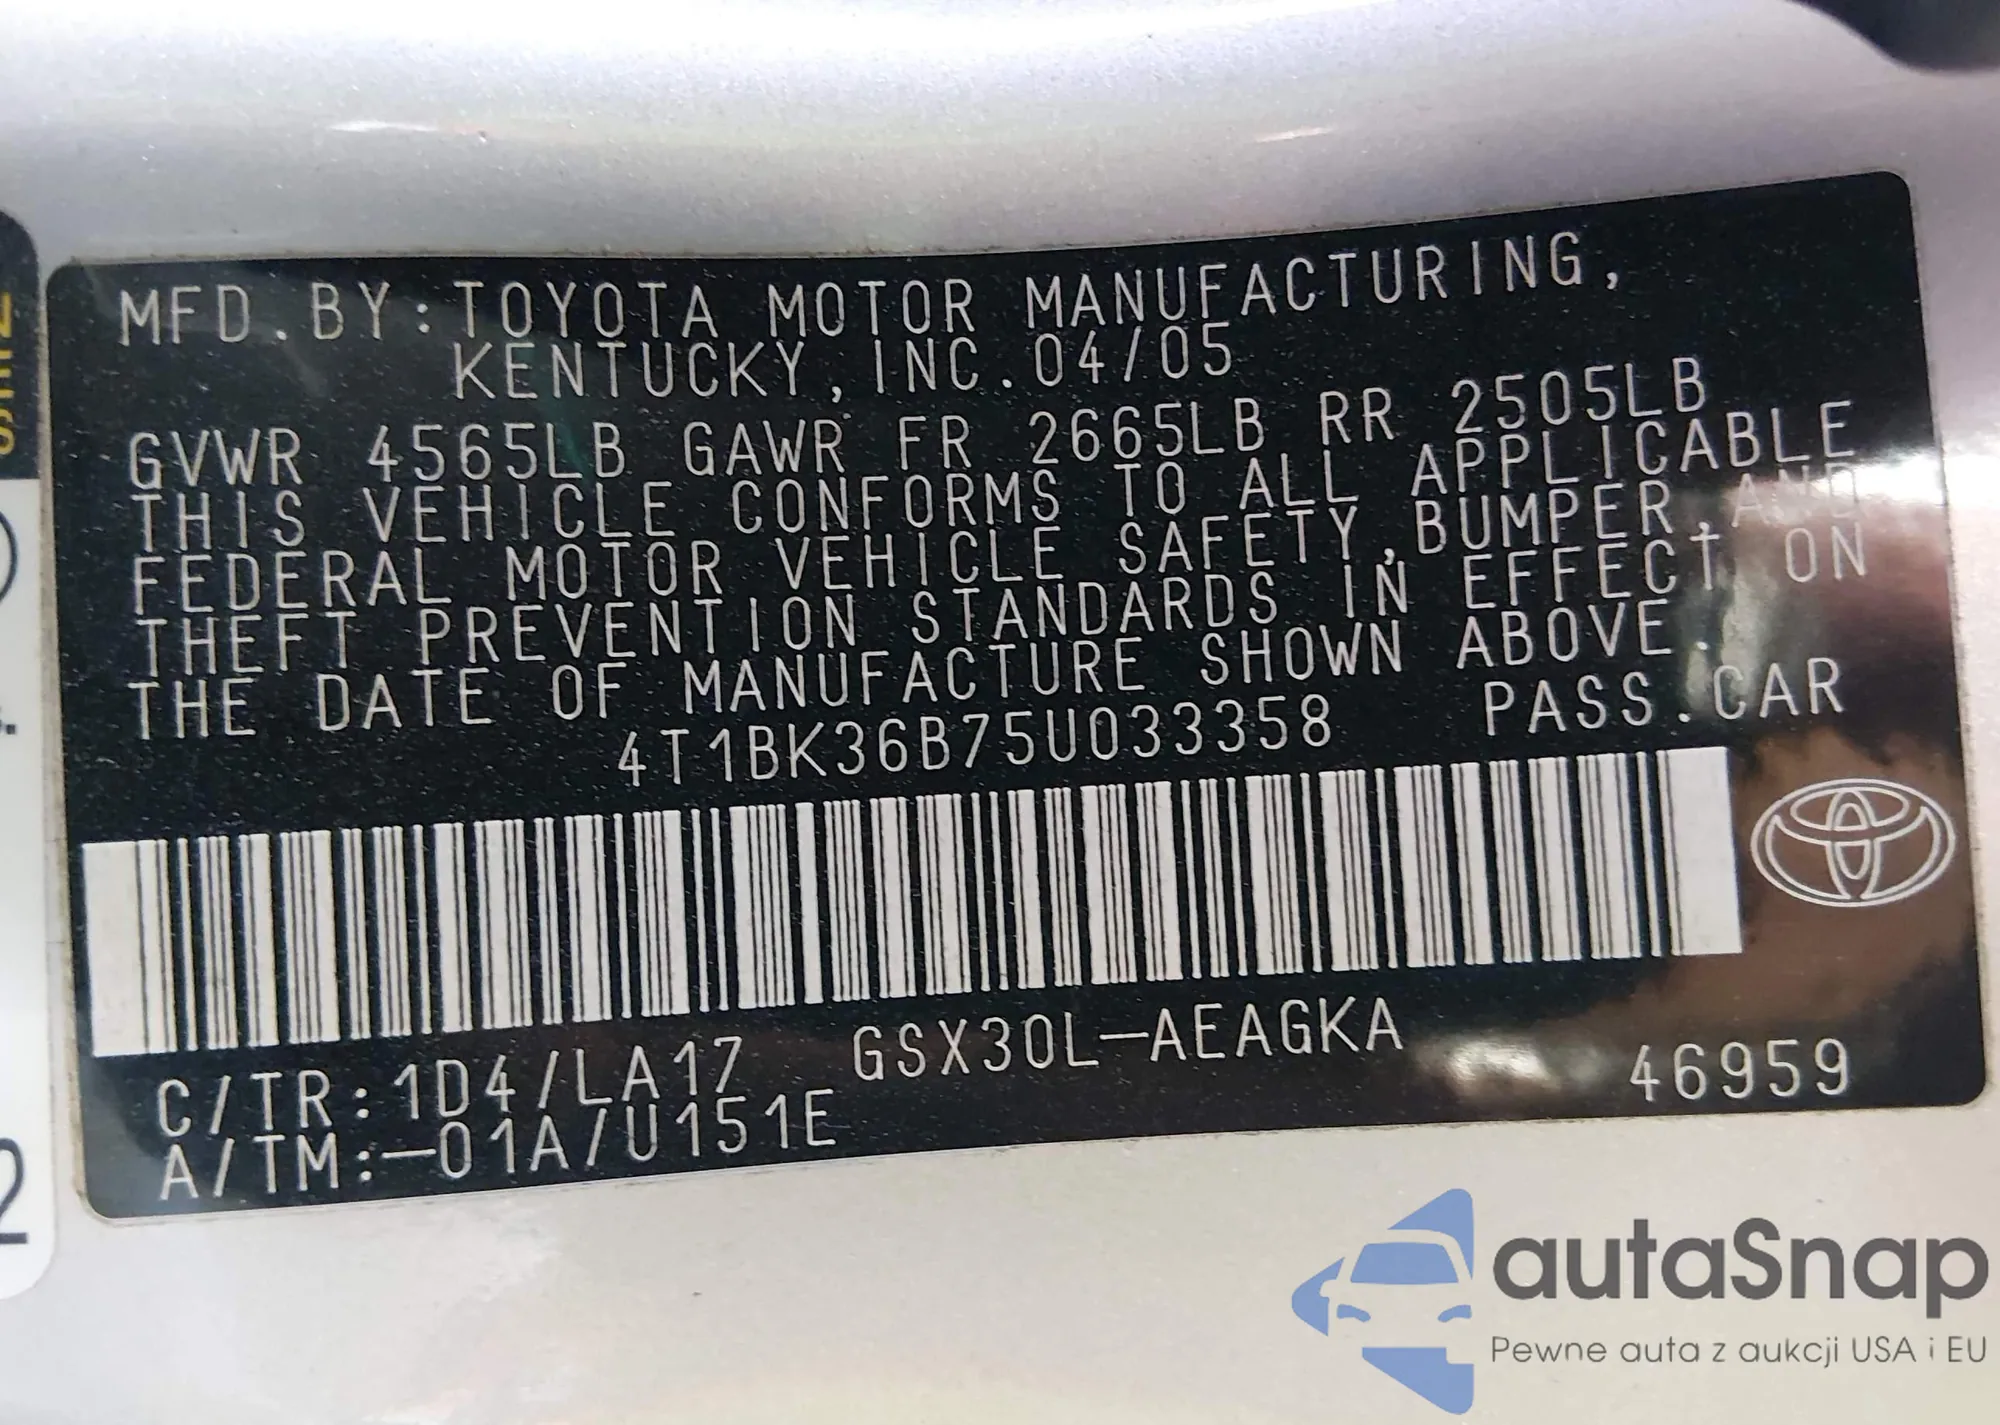 MFD.BY:TOYOTA MOTOR MANUFACTURING,
KENTUCKY,INC.04/05
GVWR 4565LB GAWR FR 2665LB RR 2505LB
THIS VEHICLE CONFORMS TO ALL APPLICABLE
FEDERAL MOTOR VEHICLE SAFETY,BUMPER,AND
THEFT PREVENTION STANDARDS IN EFFECT ON
THE DATE OF MANUFACTURE SHOWN ABOVE.
4T1BK36B75U033358 PASS.CAR
C/TR:1D4/LA17 GSX30L-AEAGKA
A/TM:-01A/U151E 46959
2
autaSnap
Pewne auta z aukcji USA i EU